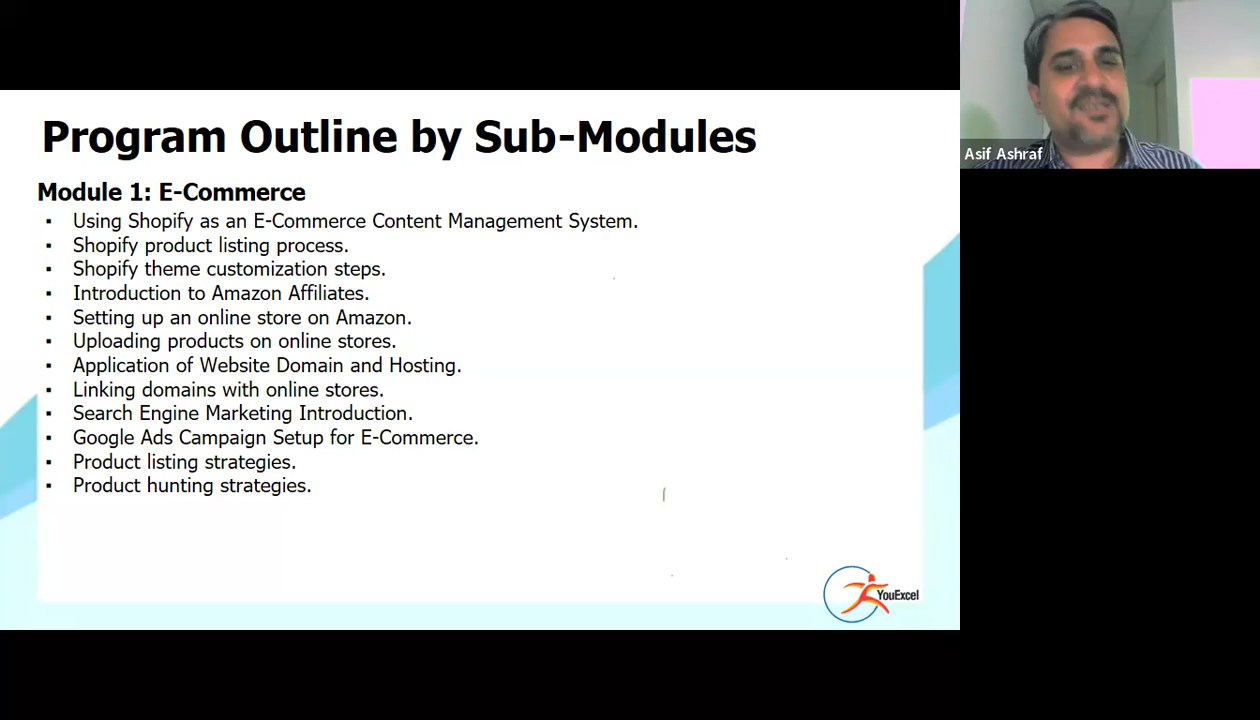 Program Outline by Sub-Modules
Module 1: E-Commerce
▪ Using Shopify as an E-Commerce Content Management System.
▪ Shopify product listing process.
▪ Shopify theme customization steps.
▪ Introduction to Amazon Affiliates.
▪ Setting up an online store on Amazon.
▪ Uploading products on online stores.
▪ Application of Website Domain and Hosting.
▪ Linking domains with online stores.
▪ Search Engine Marketing Introduction.
▪ Google Ads Campaign Setup for E-Commerce.
▪ Product listing strategies.
▪ Product hunting strategies.
YouExcel
Asif Ashraf